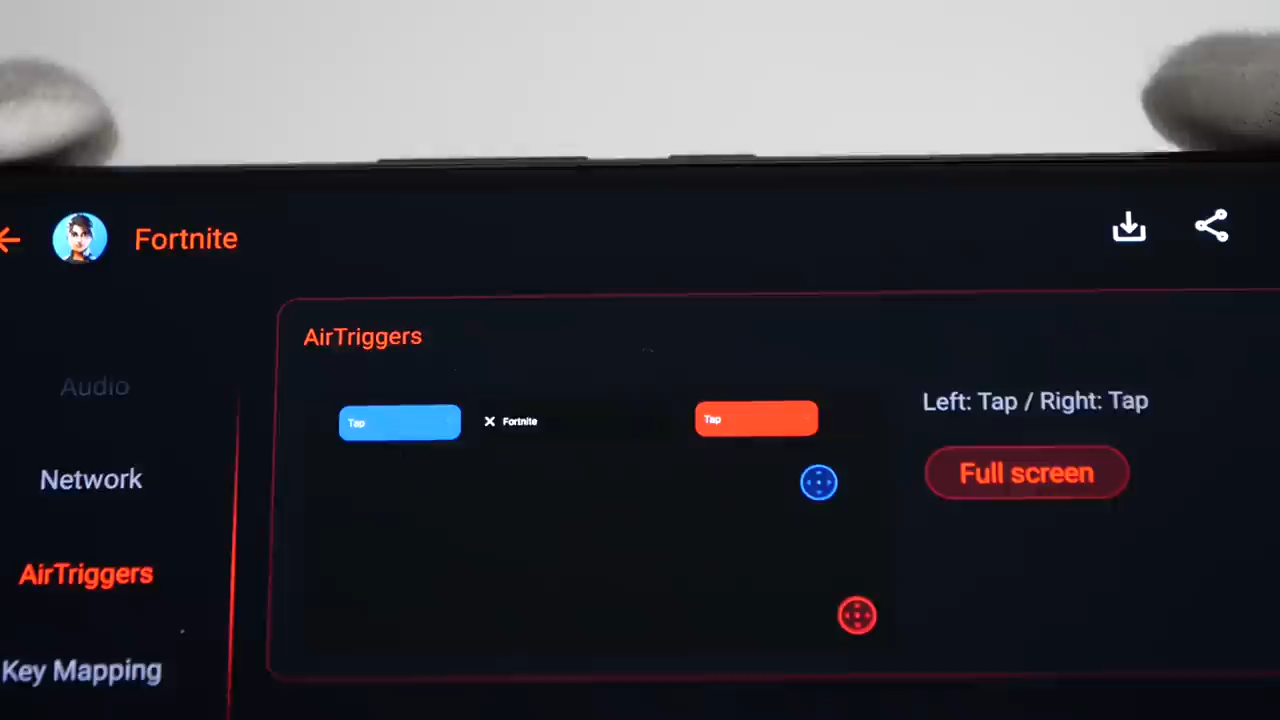 Fortnite
AirTriggers
Audio
Tap
Fortnite
Tap
Left: Tap / Right: Tap
Full screen
Network
AirTriggers
Key Mapping